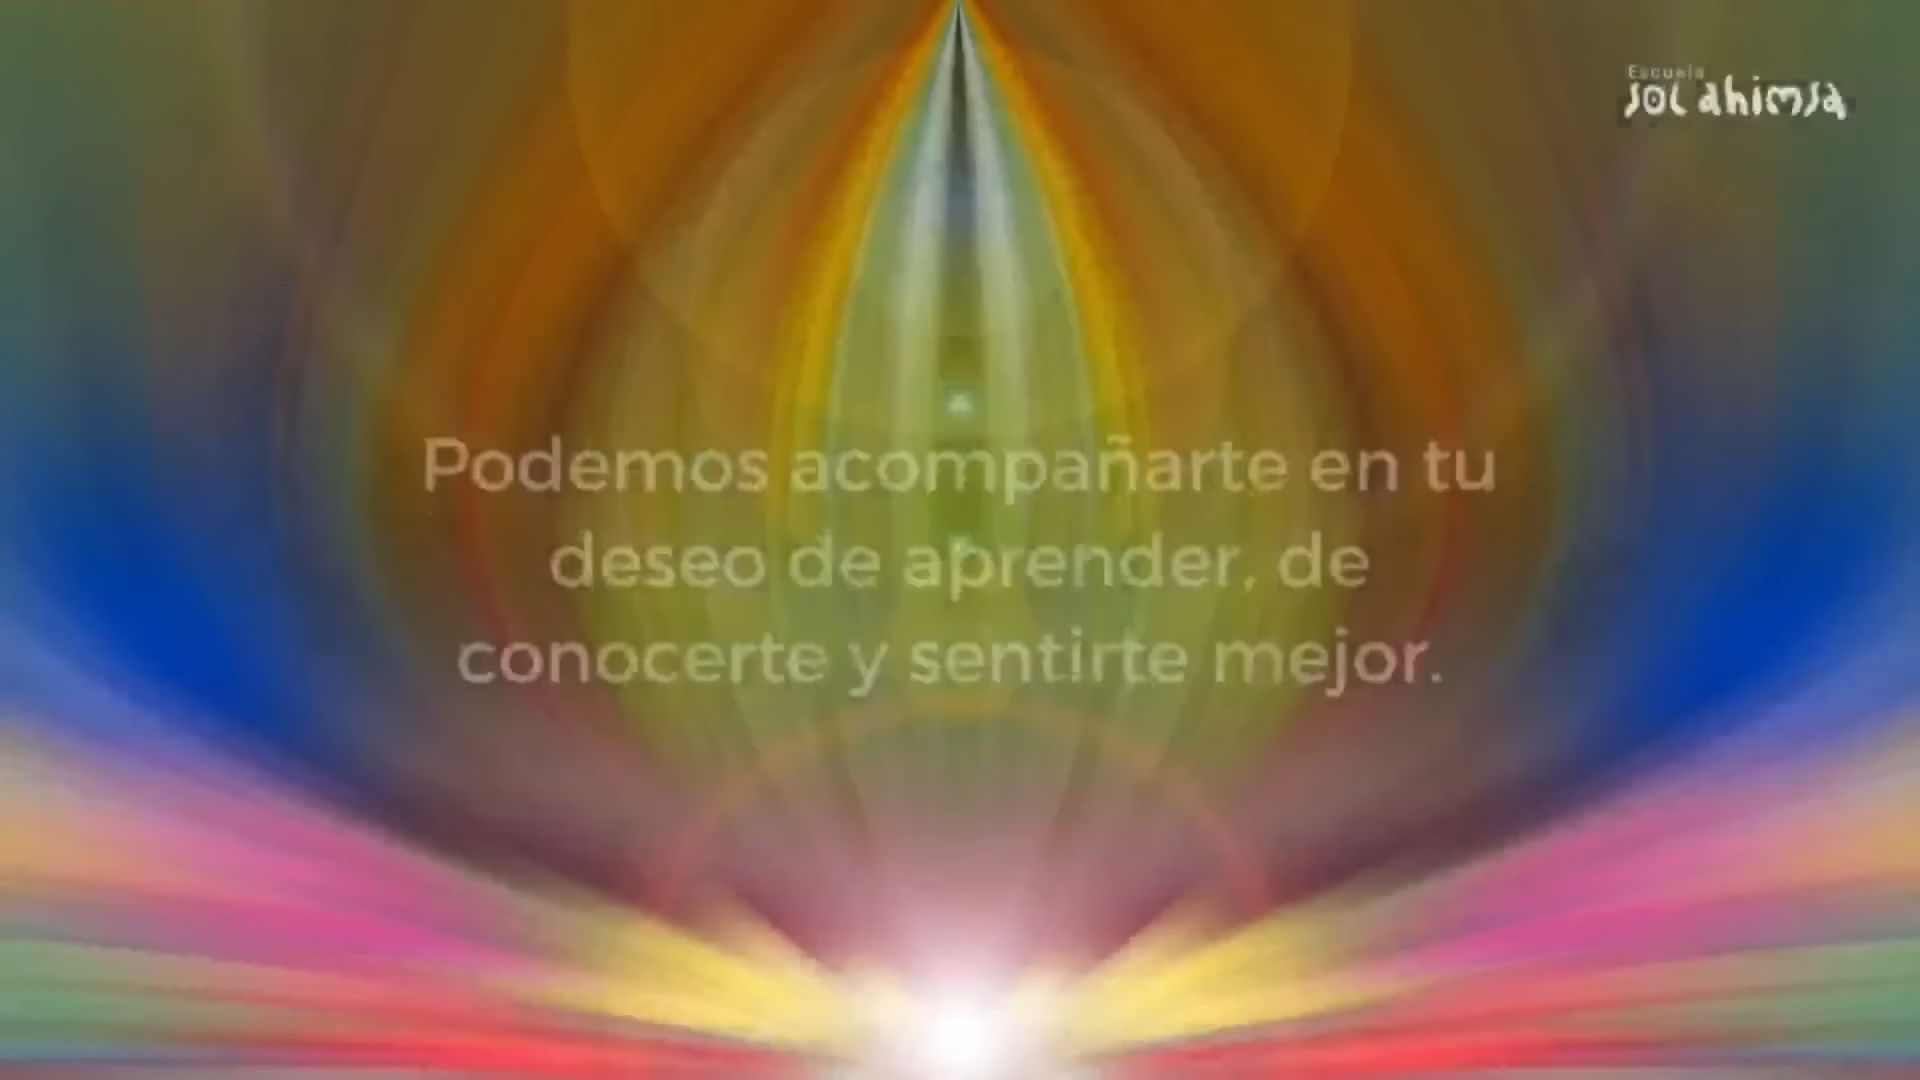 Escuela
sol ahimsa
Podemos acompañarte en tu
deseo de aprender, de
conocerte y sentirte mejor.